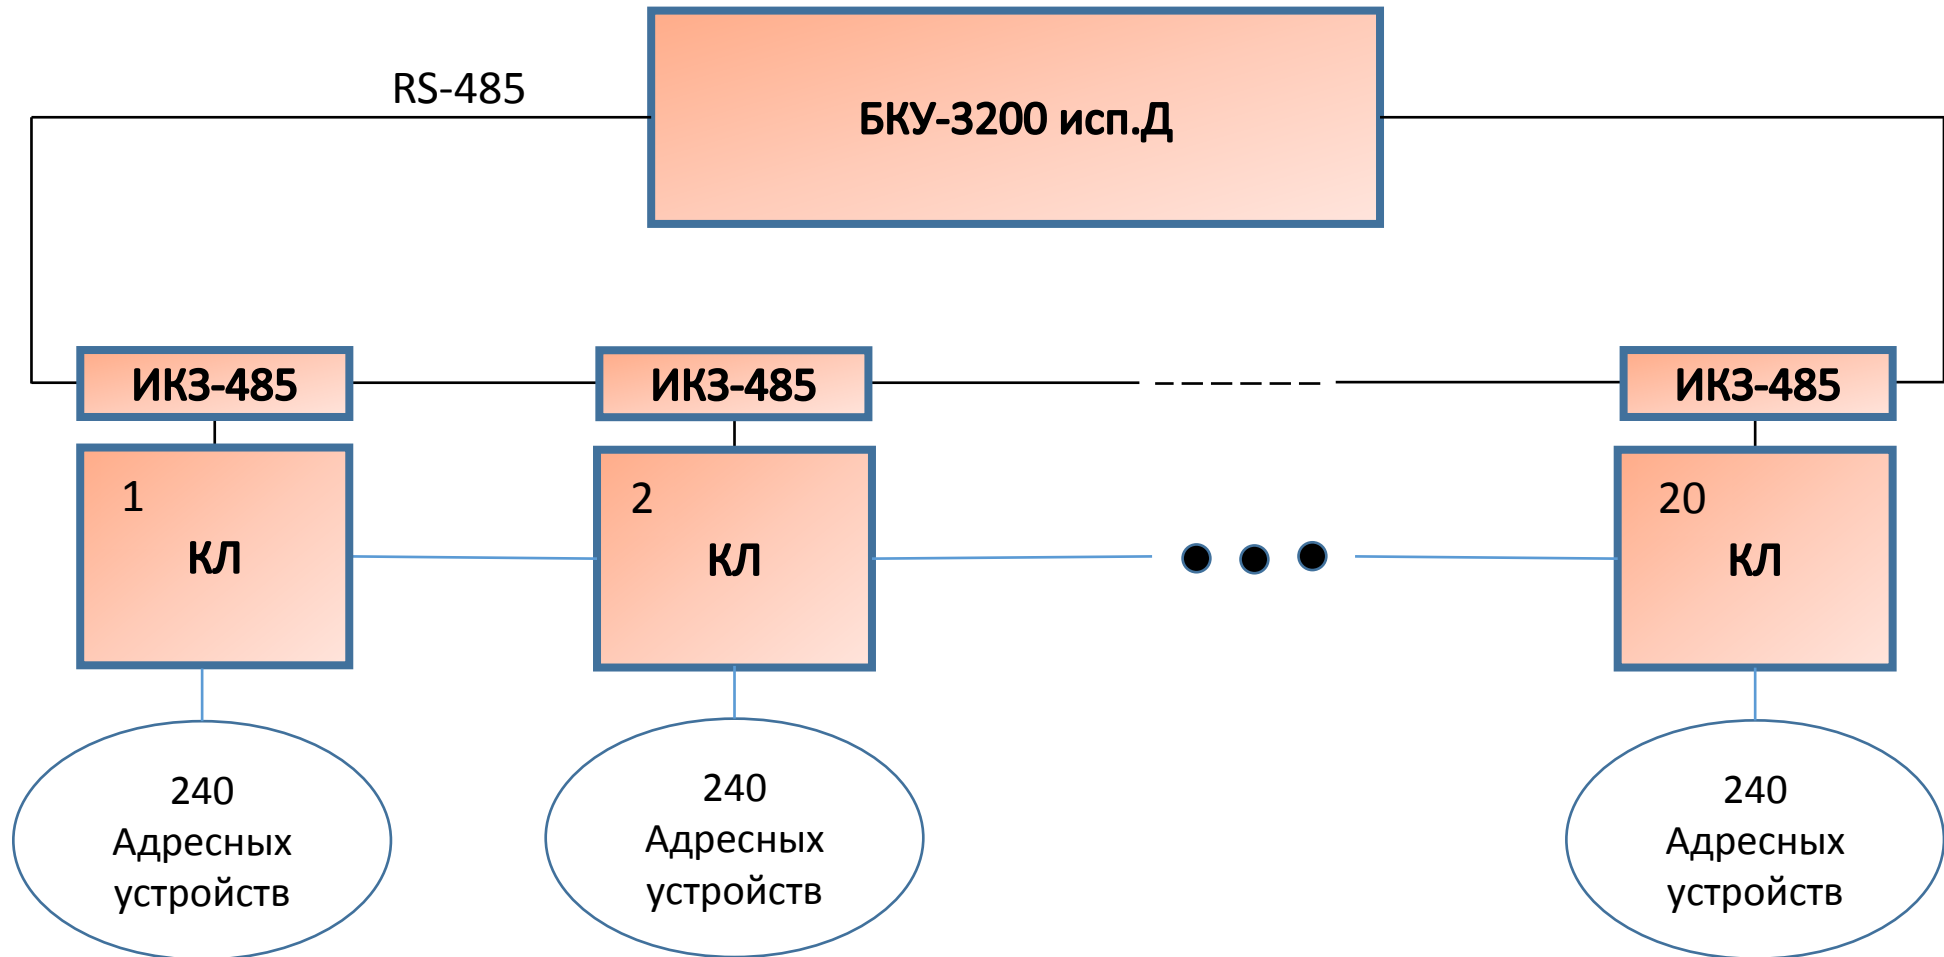 RS-485
БКУ-3200 исп.Д
ИКЗ-485
ИКЗ-485
ИКЗ-485
1
КЛ
2
КЛ
20
КЛ
240
Адресных
устройств
240
Адресных
устройств
240
Адресных
устройств